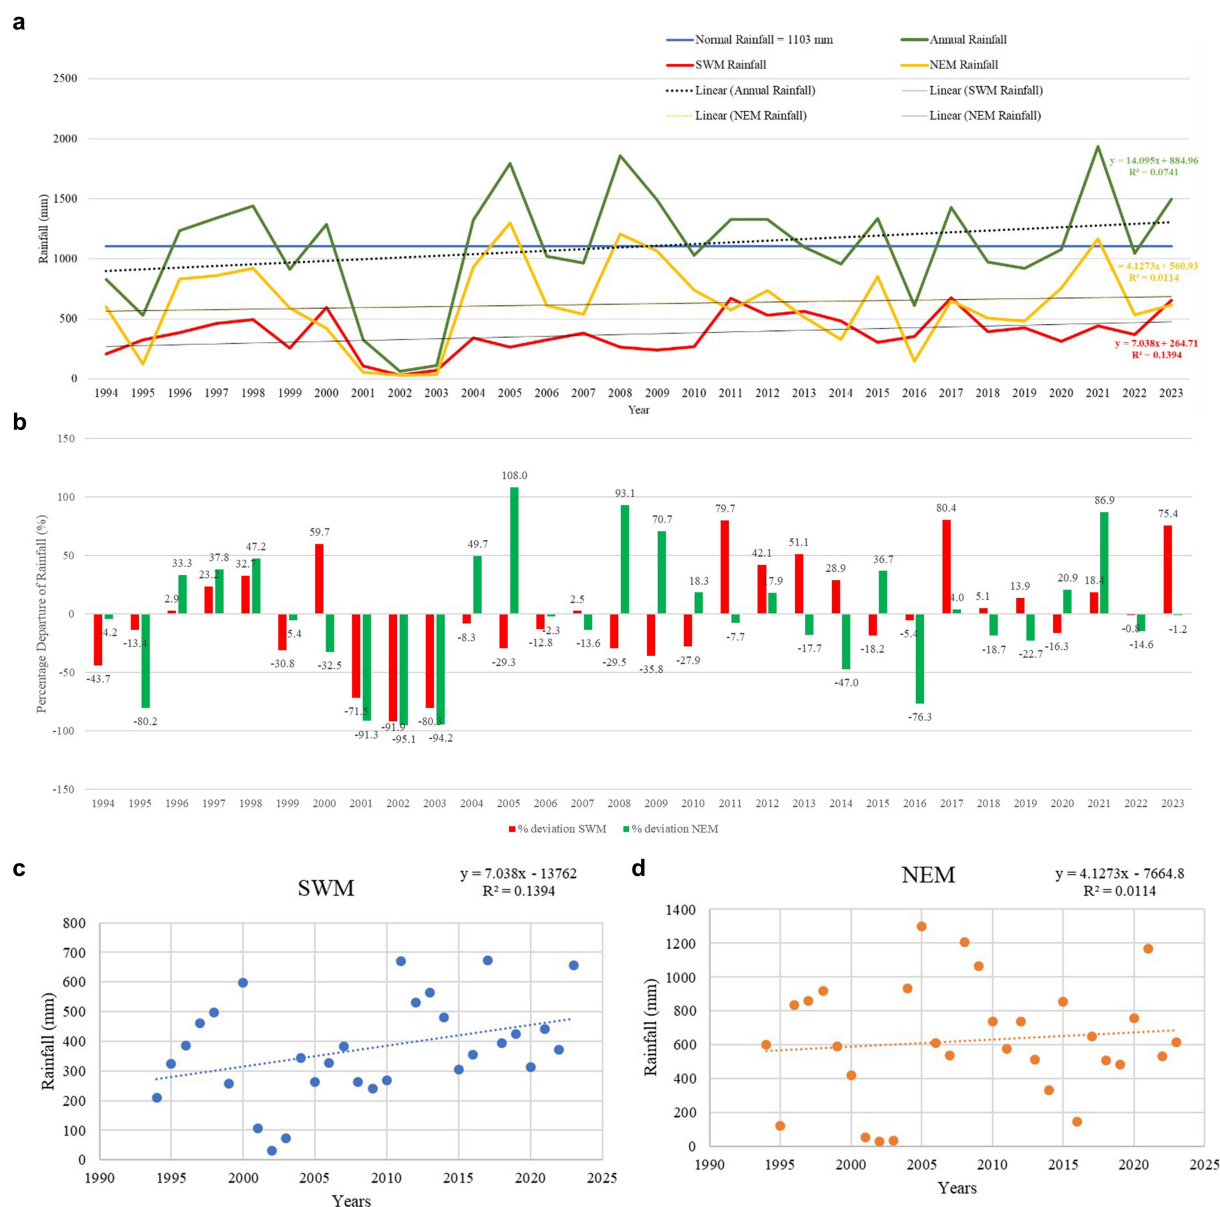 a
Normal Rainfall = 1103 mm
Annual Rainfall
SWM Rainfall
NEM Rainfall
Linear (Annual Rainfall)
Linear (SWM Rainfall)
Linear (NEM Rainfall)
Linear (NEM Rainfall)
2500
2000
1500
1000
500
0
Rainfall (mm)
y = 14.095x + 884.96
R² = 0.0741
= 4.1273x + 560.93
R² = 0.0114
y = 7.038x + 264.71
R² = 0.1394
1994 1995 1996 1997 1998 1999 2000 2001 2002 2003 2004 2005 2006 2007 2008 2009 2010 2011 2012 2013 2014 2015 2016 2017 2018 2019 2020 2021 2022 2023
Year
b
150
100
50
0
-50
-100
-150
Percentage Departure of Rainfall (%)
-43.7 -4.2 -13.4 -80.2 2.9 33.3 23.2 37.8 32.7 47.2 -30.8 -5.4 59.7 -32.5 -71.5 -91.3 -91.9 -95.1 -80.3 -94.2 -8.3 49.7 -29.3 108.0 -12.8 -2.3 2.5 -13.6 -29.5 93.1 -35.8 70.7 -27.9 18.3 79.7 -7.7 42.1 17.9 51.1 -17.7 28.9 -47.0 -18.2 36.7 -5.4 -76.3 80.4 4.0 5.1 -18.7 13.9 -22.7 -16.3 20.9 18.4 86.9 -0.8 -14.6 75.4 -1.2
1994 1995 1996 1997 1998 1999 2000 2001 2002 2003 2004 2005 2006 2007 2008 2009 2010 2011 2012 2013 2014 2015 2016 2017 2018 2019 2020 2021 2022 2023
% deviation SWM % deviation NEM
c
SWM
y = 7.038x - 13762
R² = 0.1394
800
700
600
500
400
300
200
100
0
Rainfall (mm)
1990 1995 2000 2005 2010 2015 2020 2025
Years
d
NEM
y = 4.1273x - 7664.8
R² = 0.0114
1400
1200
1000
800
600
400
200
0
Rainfall (mm)
1990 1995 2000 2005 2010 2015 2020 2025
Years